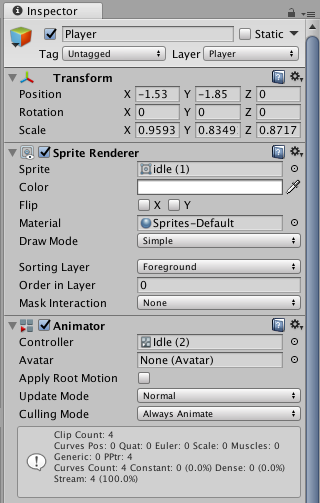 Inspector
Player Static
Tag Untagged Layer Player
Transform
Position X -1.53 Y -1.85 Z 0
Rotation X 0 Y 0 Z 0
Scale X 0.9593 Y 0.8349 Z 0.8717
Sprite Renderer
Sprite idle (1)
Color
Flip X Y
Material Sprites-Default
Draw Mode Simple
Sorting Layer Foreground
Order in Layer 0
Mask Interaction None
Animator
Controller Idle (2)
Avatar None (Avatar)
Apply Root Motion
Update Mode Normal
Culling Mode Always Animate
Clip Count: 4
Curves Pos: 0 Quat: 0 Euler: 0 Scale: 0 Muscles: 0
Generic: 0 PPtr: 4
Curves Count: 4 Constant: 0 (0.0%) Dense: 0 (0.0%)
Stream: 4 (100.0%)